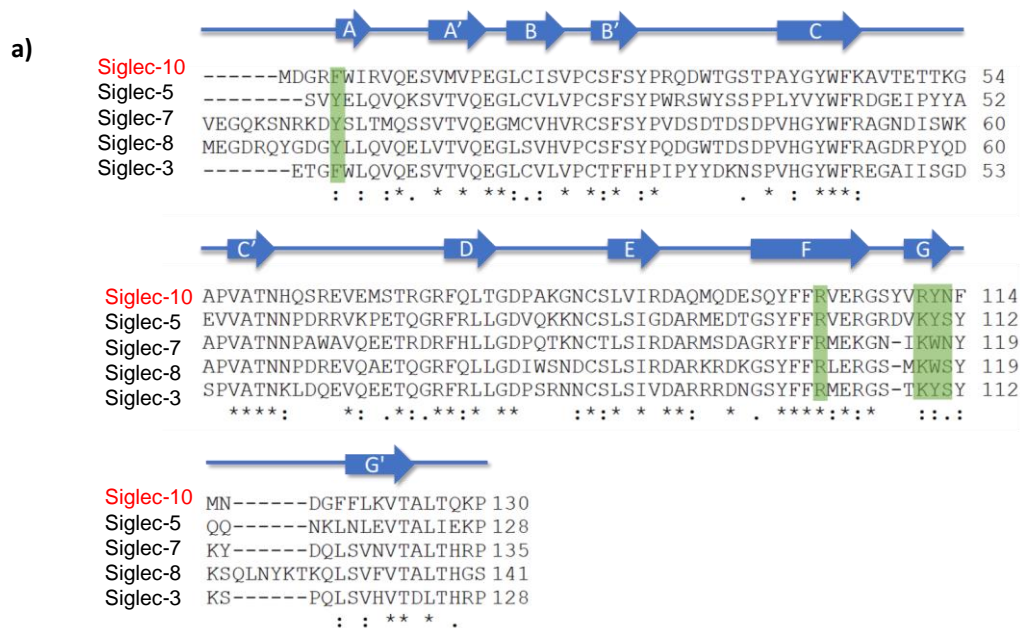 a)
A A' B B' C
Siglec-10 -------MDGRFWIRVQESVMVPEGLCISVPCSFSYPRQDWTGSTPAYGYWFKAVTETTKG 54
Siglec-5 ---------SVYELQVQKSVTVQEGLCVLVPCSFSYPWRSWYSSPPLYVYWFRDGEIPYYA 52
Siglec-7 VEGQKSNRKDYSLTMQSSVTVQEGMCVHVRCSFSYPVDSDTDSDPVHGYWFRAGNDISWK 60
Siglec-8 MEGDRQYGDGYLLQVQELVTVQEGLSVHVPCSFSYPQDGWTDSDPVHGYWFRAGDRPYQD 60
Siglec-3 -------ETGFWLQVQESVTVQEGLCVLVPCTFFHPIPYYDKNSPVHGYWFREGAIISGD 53
: :*. * * **:.: * *:* :* . * : ***:
C' D E F G
Siglec-10 APVATNHQSREVEMSTRGRFQLTGDPAKGNCSLVIRDAQMQDESQYFFRVERGSYVRYNF 114
Siglec-5 EVVATNNPDRRVKPETQGRFRLLGDVQKKNCSLSIGDARMEDTGSYFFRVERGRDVKYSY 112
Siglec-7 APVATNNPAWAVQEETRDRFHLLGDPQTKNCTLSIRDARMSDAGRYFFRMEKGN-IKWNY 119
Siglec-8 APVATNNPDREVQAETQGRFQLLGDIWSNDCSLSIRDARKRDKGSYFFRLERGS-MKWSY 119
Siglec-3 SPVATNKLDQEVQEETQGRFRLLGDPSRNNCSLSIVDARRRDNGSYFFRMERGS-TKYSY 112
****: *: .*:.**:* ** :*:* * **: * . ****:*:* ::.:
G'
Siglec-10 MN------DGFFLKVTALTQKP 130
Siglec-5 QQ------NKLNLEVTALIEKP 128
Siglec-7 KY------DQLSVNVTALTHRP 135
Siglec-8 KSQLNYKTKQLSVFVTALTHGS 141
Siglec-3 KS------PQLSVHVTDLTHRP 128
: : ** * .